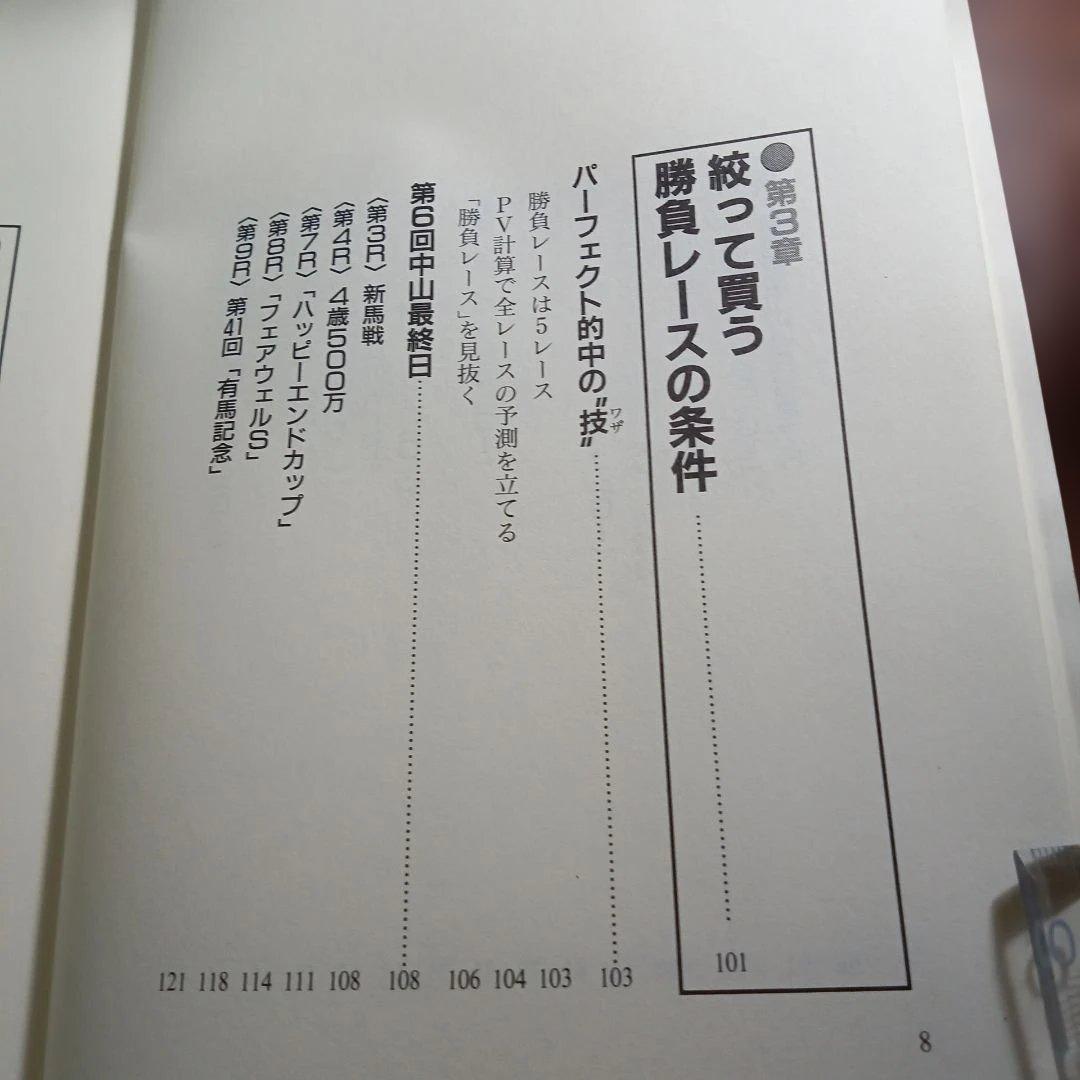 ●第3章
絞って買う
勝負レースの条件…………101
パーフェクト的中の〝技〟…………103
ワザ
勝負レースは5レース 103
PV計算で全レースの予測を立てる 104
「勝負レース」を見抜く 106
第6回中山最終日…………108
〈第3R〉新馬戦 108
〈第4R〉4歳500万 111
〈第7R〉「ハッピーエンドカップ」 114
〈第8R〉「フェアウェルS」 118
〈第9R〉第41回「有馬記念」 121
8